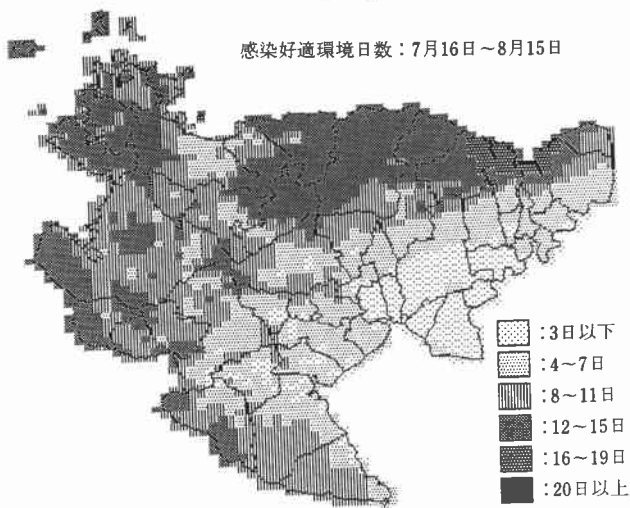 感染好適環境日数：7月16日～8月15日
：3日以下
：4～7日
：8～11日
：12～15日
：16～19日
：20日以上